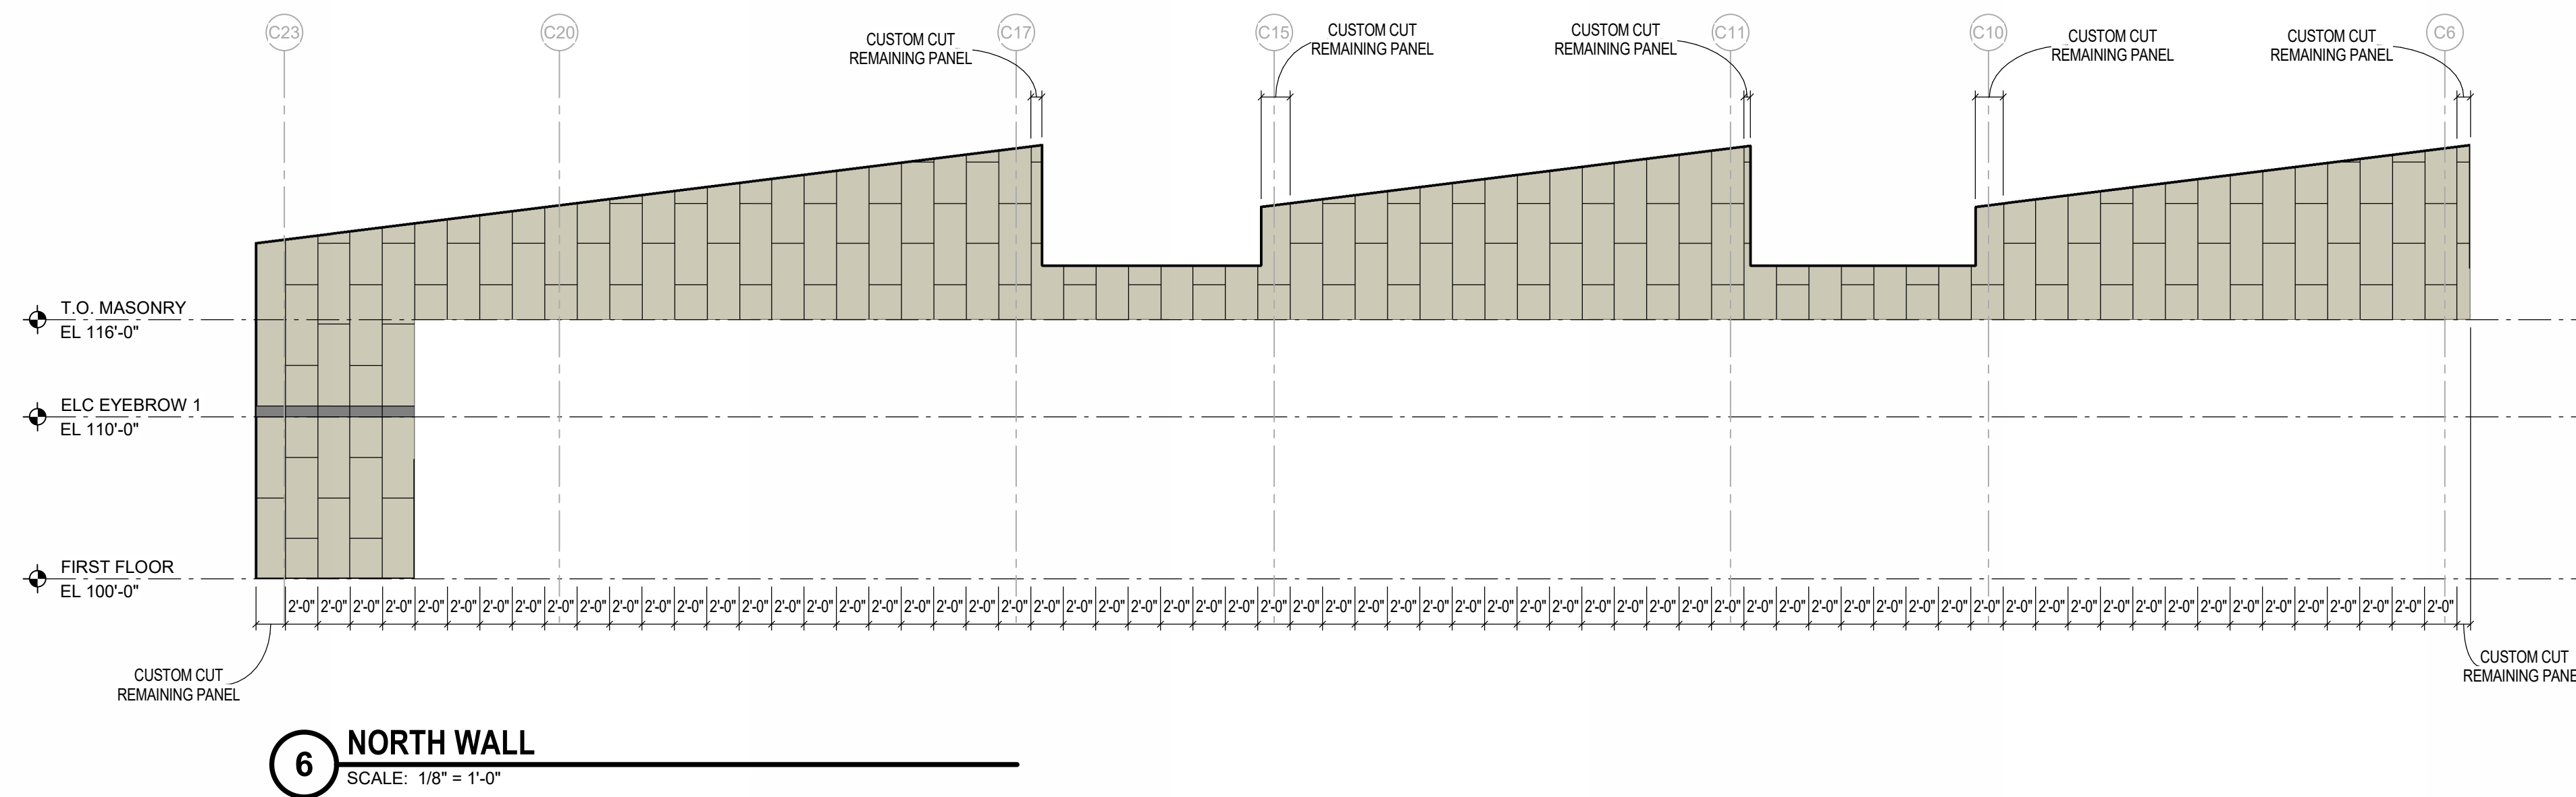 C23 C20 C17 C15 C11 C10 C6
CUSTOM CUT
REMAINING PANEL
CUSTOM CUT
REMAINING PANEL
CUSTOM CUT
REMAINING PANEL
CUSTOM CUT
REMAINING PANEL
CUSTOM CUT
REMAINING PANEL
T.O. MASONRY
EL 116'-0"
ELC EYEBROW 1
EL 110'-0"
FIRST FLOOR
EL 100'-0"
2'-0" 2'-0" 2'-0" 2'-0" 2'-0" 2'-0" 2'-0" 2'-0" 2'-0" 2'-0" 2'-0" 2'-0" 2'-0" 2'-0" 2'-0" 2'-0" 2'-0" 2'-0" 2'-0" 2'-0" 2'-0" 2'-0" 2'-0" 2'-0" 2'-0" 2'-0" 2'-0" 2'-0" 2'-0" 2'-0" 2'-0" 2'-0" 2'-0" 2'-0" 2'-0" 2'-0" 2'-0" 2'-0" 2'-0" 2'-0" 2'-0" 2'-0" 2'-0" 2'-0" 2'-0" 2'-0" 2'-0" 2'-0" 2'-0" 2'-0" 2'-0" 2'-0" 2'-0" 2'-0" 2'-0" 2'-0" 2'-0" 2'-0" 2'-0" 2'-0" 2'-0" 2'-0" 2'-0" 2'-0" 2'-0" 2'-0" 2'-0"
CUSTOM CUT
REMAINING PANEL
CUSTOM CUT
REMAINING PANE
6 NORTH WALL
SCALE: 1/8" = 1'-0"